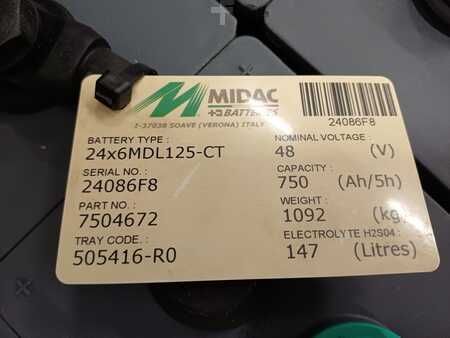 MIDAC
BATTERIES
I-37038 SOAVE (VERONA) ITALY
24086F8
BATTERY TYPE :
24x6MDL125-CT
SERIAL NO. :
24086F8
PART NO. :
7504672
TRAY CODE :
505416-R0
NOMINAL VOLTAGE :
48 (V)
CAPACITY :
750 (Ah/5h)
WEIGHT :
1092 (kg)
ELECTROLYTE H2S04 :
147 (Litres)